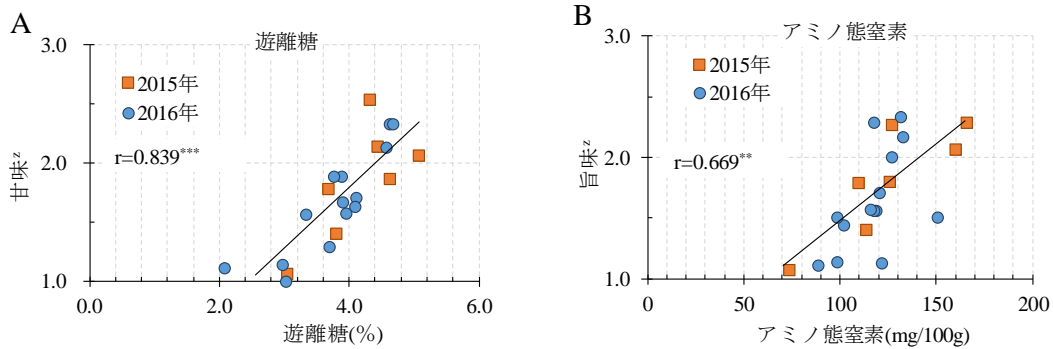 A
遊離糖
3.0
2.0
1.0
甘味z
2015年
2016年
r=0.839***
0.0
2.0
4.0
6.0
遊離糖(%)
B
アミノ態窒素
3.0
2.0
1.0
旨味z
2015年
2016年
r=0.669**
0
50
100
150
200
アミノ態窒素(mg/100g)